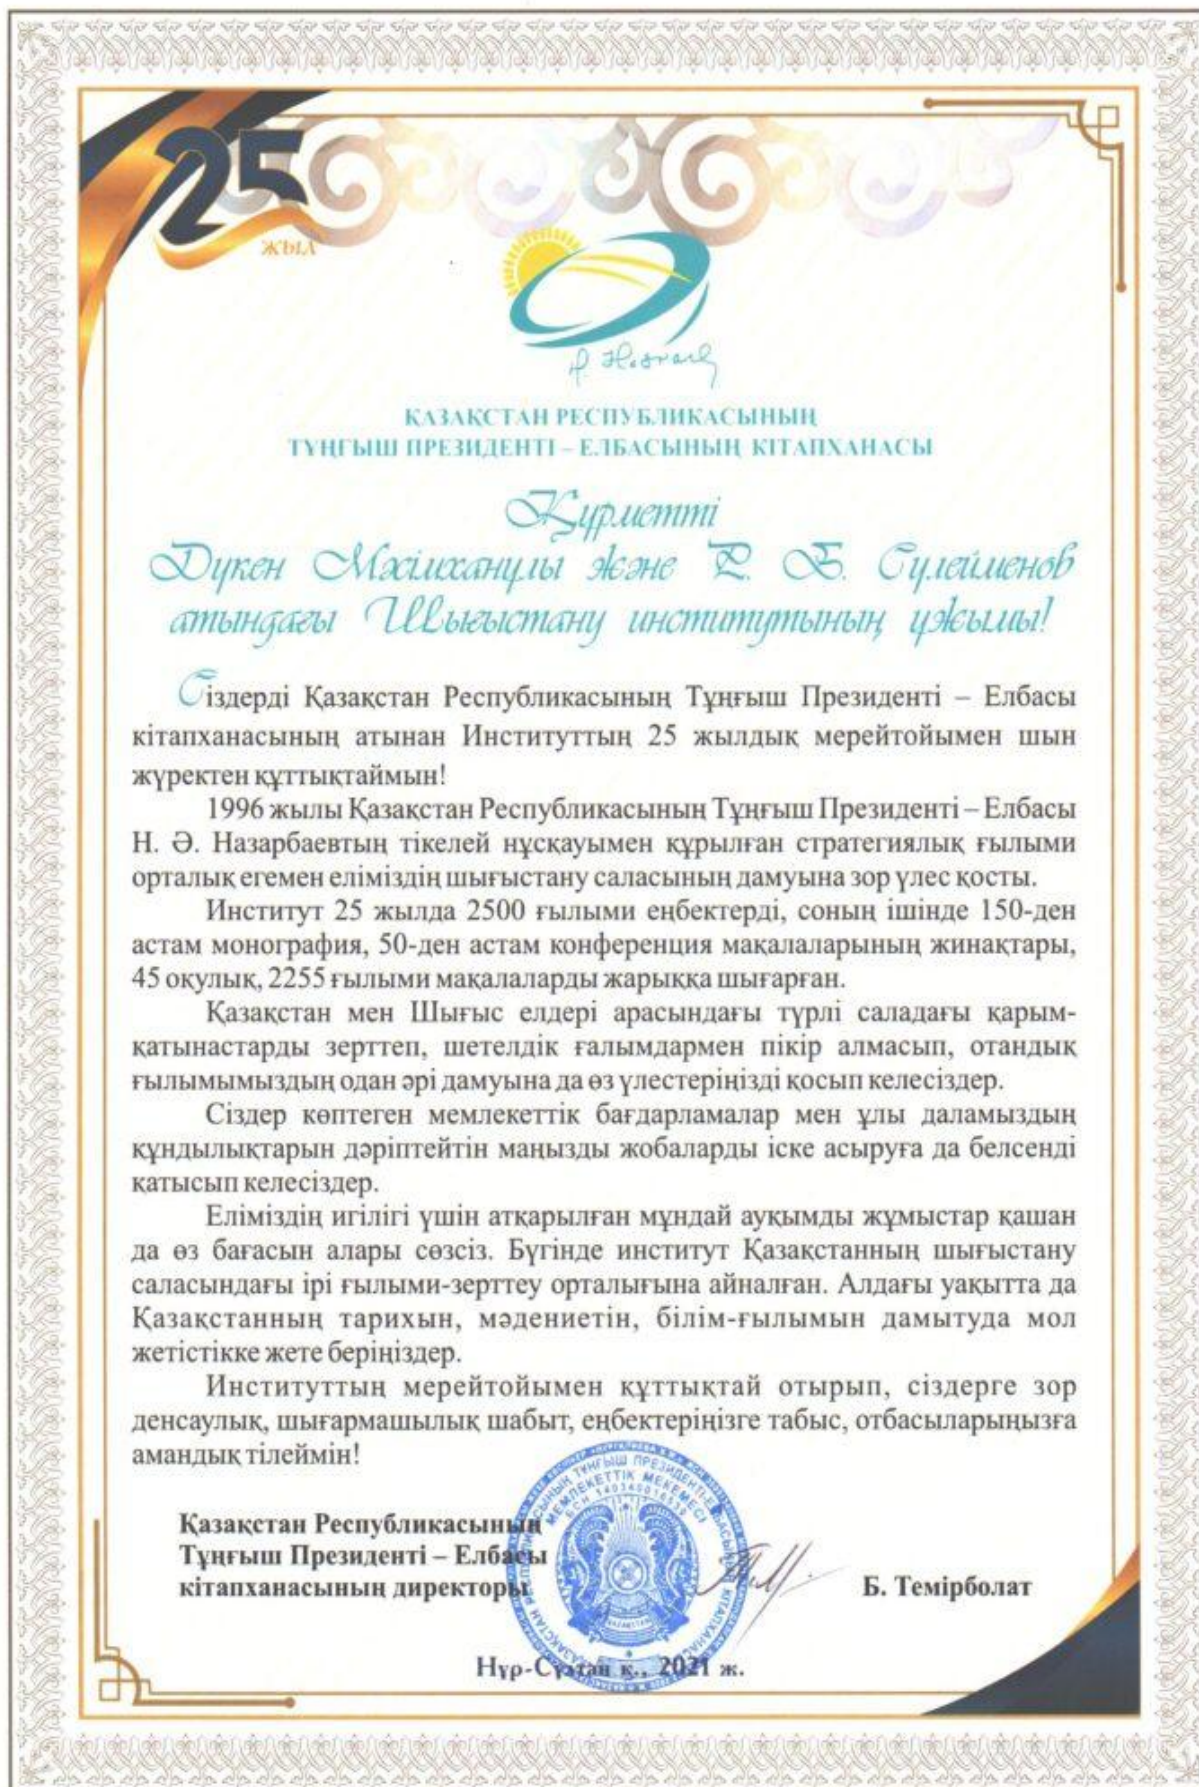 25
ЖЫЛ
ҚАЗАҚСТАН РЕСПУБЛИКАСЫНЫҢ
ТҰҢҒЫШ ПРЕЗИДЕНТІ – ЕЛБАСЫНЫҢ КІТАПХАНАСЫ
Құрметті
Дүкен Мәсімханұлы және Р. Б. Сүлейменов
атындағы Шығыстану институтының ұжымы!
Сіздерді Қазақстан Республикасының Тұңғыш Президенті – Елбасы
кітапханасының атынан Институттың 25 жылдық мерейтойымен шын
жүректен құттықтаймын!
1996 жылы Қазақстан Республикасының Тұңғыш Президенті – Елбасы
Н. Ә. Назарбаевтың тікелей нұсқауымен құрылған стратегиялық ғылыми
орталық егемен еліміздің шығыстану саласының дамуына зор үлес қосты.
Институт 25 жылда 2500 ғылыми еңбектерді, соның ішінде 150-ден
астам монография, 50-ден астам конференция мақалаларының жинақтары,
45 оқулық, 2255 ғылыми мақалаларды жарыққа шығарған.
Қазақстан мен Шығыс елдері арасындағы түрлі саладағы қарым-
қатынастарды зерттеп, шетелдік ғалымдармен пікір алмасып, отандық
ғылымымыздың одан әрі дамуына да өз үлестеріңізді қосып келесіздер.
Сіздер көптеген мемлекеттік бағдарламалар мен ұлы даламыздың
құндылықтарын дәріптейтін маңызды жобаларды іске асыруға да белсенді
қатысып келесіздер.
Еліміздің игілігі үшін атқарылған мұндай ауқымды жұмыстар қашан
да өз бағасын алары сөзсіз. Бүгінде институт Қазақстанның шығыстану
саласындағы ірі ғылыми-зерттеу орталығына айналған. Алдағы уақытта да
Қазақстанның тарихын, мәдениетін, білім-ғылымын дамытуда мол
жетістікке жете беріңіздер.
Институттың мерейтойымен құттықтай отырып, сіздерге зор
денсаулық, шығармашылық шабыт, еңбектеріңізге табыс, отбасыларыңызға
амандық тілеймін!
Қазақстан Республикасының
Тұңғыш Президенті – Елбасы
кітапханасының директоры
Б. Темірболат
МЕМЛЕКЕТТІК МЕКЕМЕСІ
Нұр-Сұлтан қ., 2021 ж.